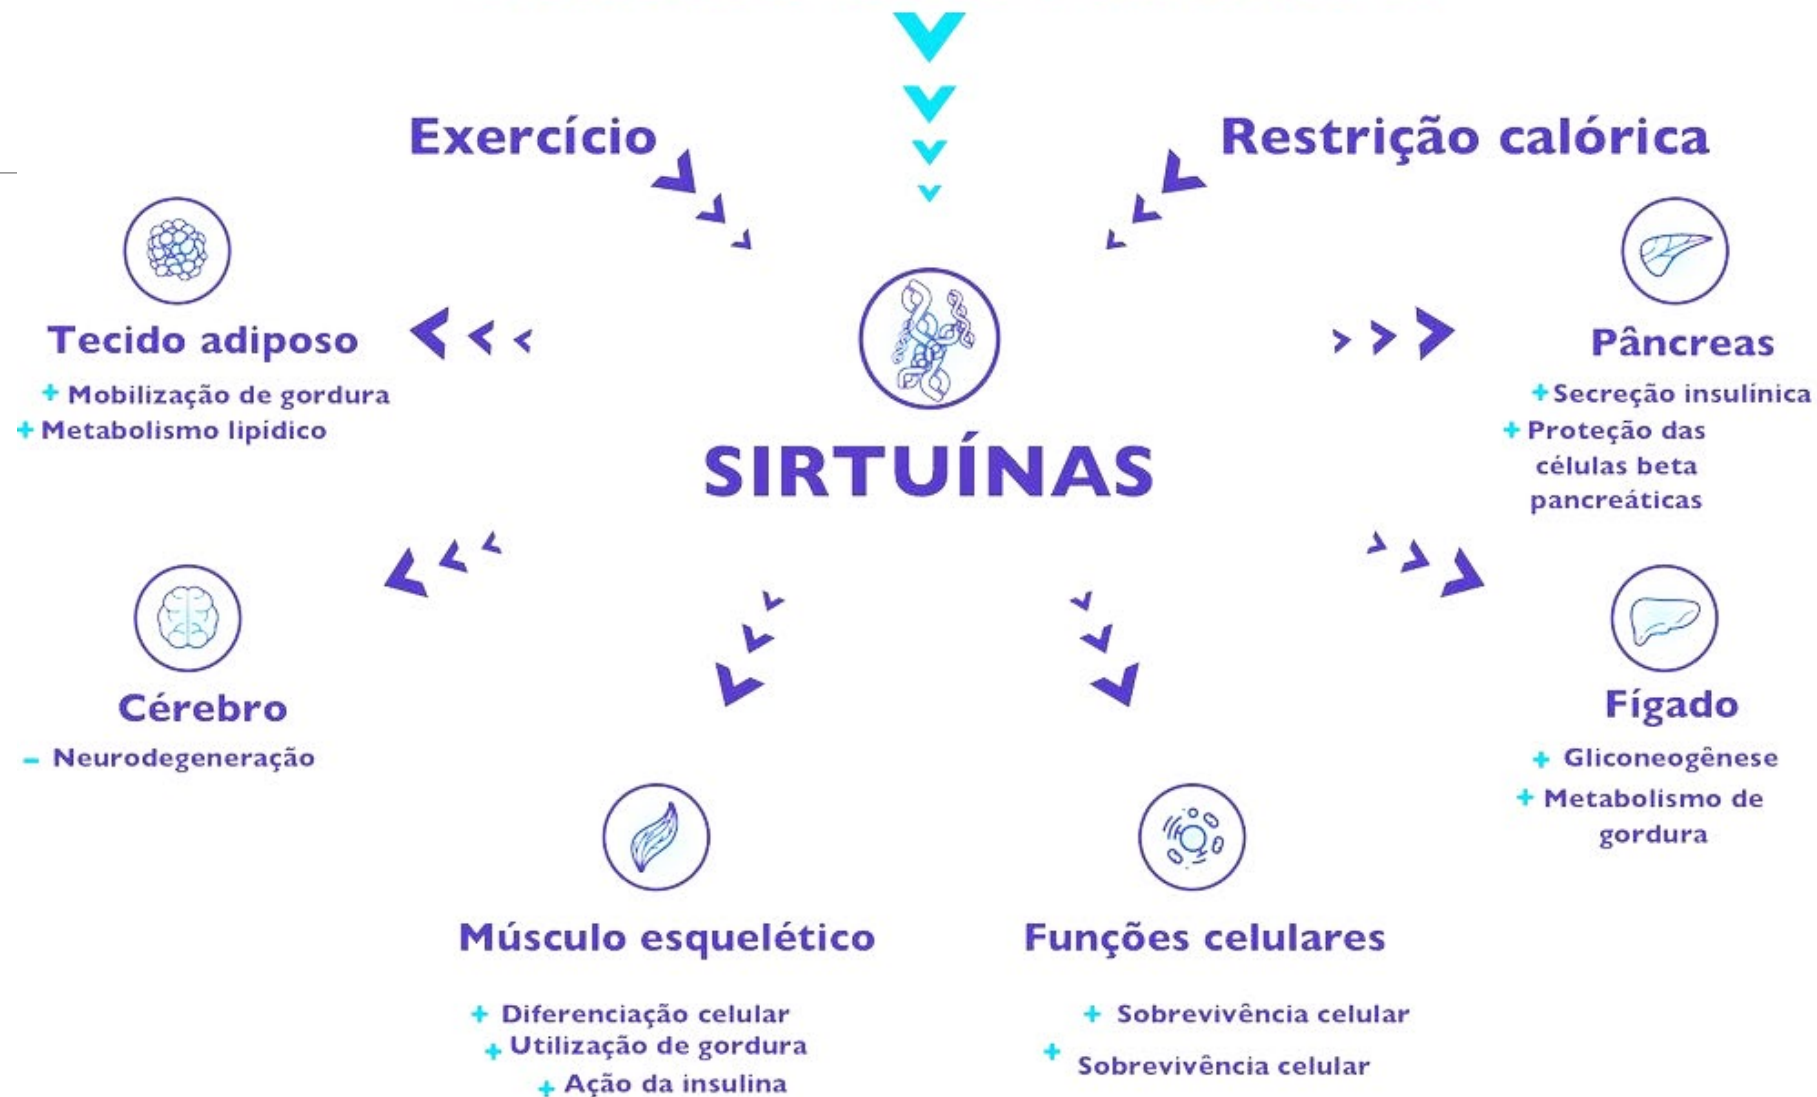 Exercício
Restrição calórica
Tecido adiposo
+ Mobilização de gordura
+ Metabolismo lipídico
Pâncreas
+ Secreção insulínica
+ Proteção das
células beta
pancreáticas
SIRTUÍNAS
Cérebro
- Neurodegeneração
Fígado
+ Gliconeogênese
+ Metabolismo de
gordura
Músculo esquelético
+ Diferenciação celular
+ Utilização de gordura
+ Ação da insulina
Funções celulares
+ Sobrevivência celular
+ Sobrevivência celular